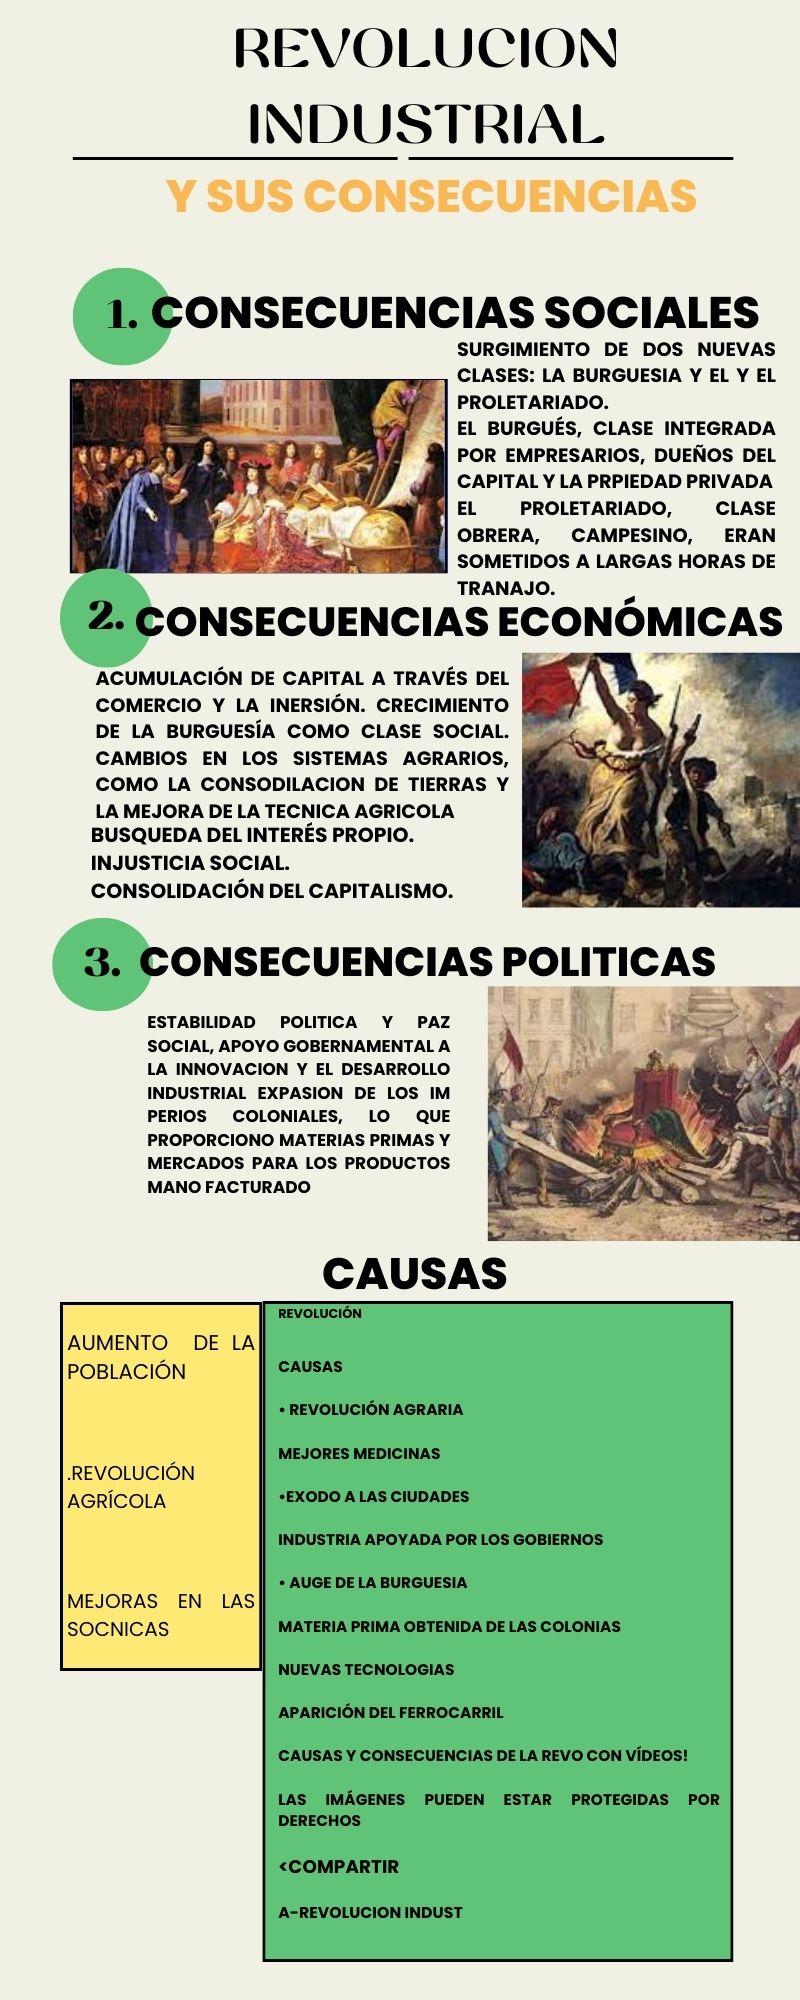 REVOLUCION
INDUSTRIAL
Y SUS CONSECUENCIAS
1. CONSECUENCIAS SOCIALES
SURGIMIENTO DE DOS NUEVAS
CLASES: LA BURGUESIA Y EL Y EL
PROLETARIADO.
EL BURGUÉS, CLASE INTEGRADA
POR EMPRESARIOS, DUEÑOS DEL
CAPITAL Y LA PRPIEDAD PRIVADA
EL PROLETARIADO, CLASE
OBRERA, CAMPESINO, ERAN
SOMETIDOS A LARGAS HORAS DE
TRANAJO.
2. CONSECUENCIAS ECONÓMICAS
ACUMULACIÓN DE CAPITAL A TRAVÉS DEL
COMERCIO Y LA INERSIÓN. CRECIMIENTO
DE LA BURGUESÍA COMO CLASE SOCIAL.
CAMBIOS EN LOS SISTEMAS AGRARIOS,
COMO LA CONSODILACION DE TIERRAS Y
LA MEJORA DE LA TECNICA AGRICOLA
BUSQUEDA DEL INTERÉS PROPIO.
INJUSTICIA SOCIAL.
CONSOLIDACIÓN DEL CAPITALISMO.
3. CONSECUENCIAS POLITICAS
ESTABILIDAD POLITICA Y PAZ
SOCIAL, APOYO GOBERNAMENTAL A
LA INNOVACION Y EL DESARROLLO
INDUSTRIAL EXPASION DE LOS IM
PERIOS COLONIALES, LO QUE
PROPORCIONO MATERIAS PRIMAS Y
MERCADOS PARA LOS PRODUCTOS
MANO FACTURADO
CAUSAS
AUMENTO DE LA
POBLACIÓN
.REVOLUCIÓN
AGRÍCOLA
MEJORAS EN LAS
SOCNICAS
REVOLUCIÓN
CAUSAS
• REVOLUCIÓN AGRARIA
MEJORES MEDICINAS
•EXODO A LAS CIUDADES
INDUSTRIA APOYADA POR LOS GOBIERNOS
• AUGE DE LA BURGUESIA
MATERIA PRIMA OBTENIDA DE LAS COLONIAS
NUEVAS TECNOLOGIAS
APARICIÓN DEL FERROCARRIL
CAUSAS Y CONSECUENCIAS DE LA REVO CON VÍDEOS!
LAS IMÁGENES PUEDEN ESTAR PROTEGIDAS POR
DERECHOS
<COMPARTIR
A-REVOLUCION INDUST